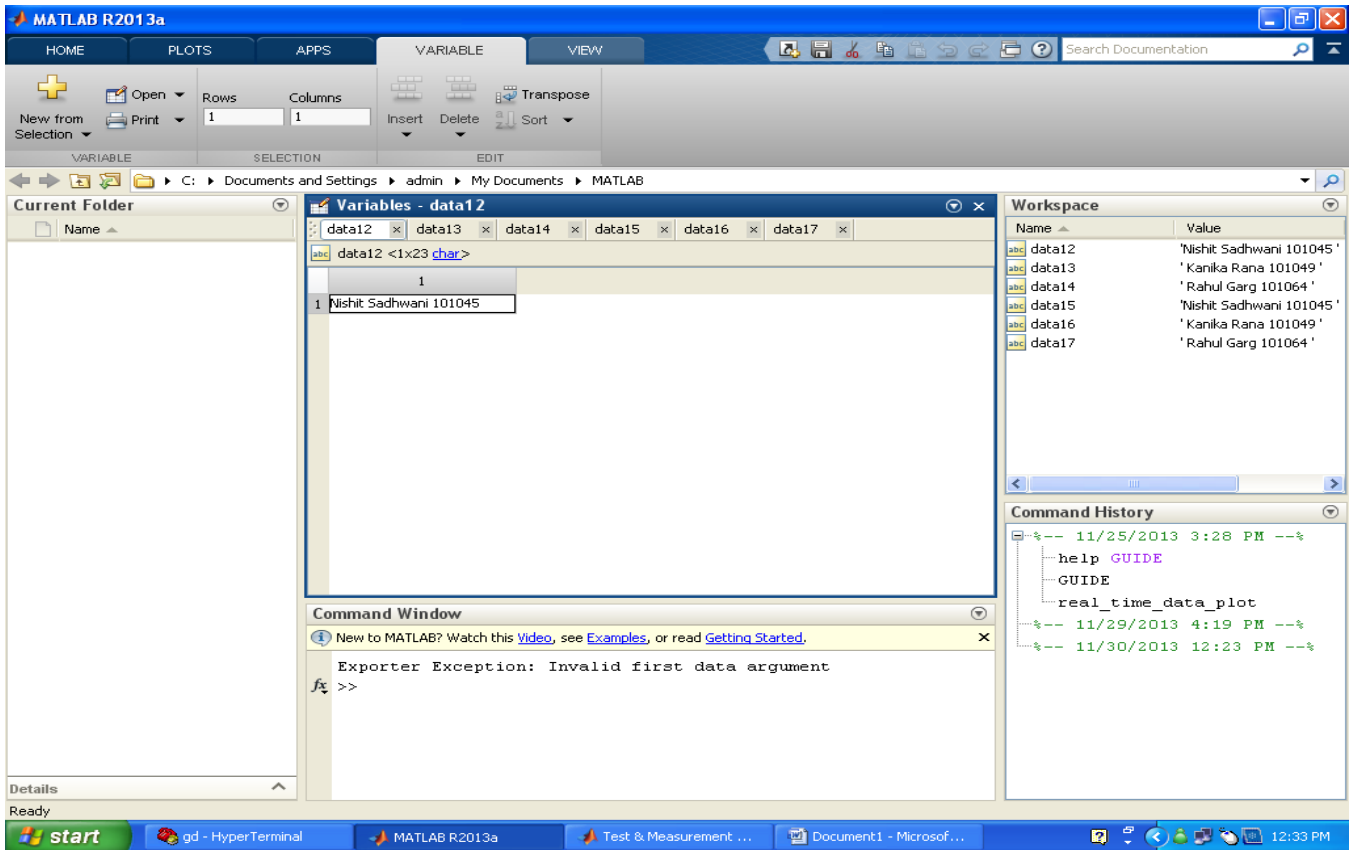 MATLAB R2013a
HOME PLOTS APPS VARIABLE VIEW
Search Documentation
New from Selection
Open
Print
Rows Columns
1 1
Insert Delete
Transpose
Sort
VARIABLE SELECTION EDIT
C: Documents and Settings admin My Documents MATLAB
Current Folder
Name
Details
Variables - data12
data12 data13 data14 data15 data16 data17
data12 <1x23 char>
1
1 Nishit Sadhwani 101045
Command Window
New to MATLAB? Watch this Video, see Examples, or read Getting Started.
Exporter Exception: Invalid first data argument
fx >>
Workspace
Name Value
abc data12 'Nishit Sadhwani 101045 '
abc data13 ' Kanika Rana 101049 '
abc data14 ' Rahul Garg 101064 '
abc data15 'Nishit Sadhwani 101045 '
abc data16 ' Kanika Rana 101049 '
abc data17 ' Rahul Garg 101064 '
Command History
%-- 11/25/2013 3:28 PM --%
help GUIDE
GUIDE
real_time_data_plot
%-- 11/29/2013 4:19 PM --%
%-- 11/30/2013 12:23 PM --%
Ready
start
gd - HyperTerminal
MATLAB R2013a
Test & Measurement ...
Document1 - Microsof...
12:33 PM